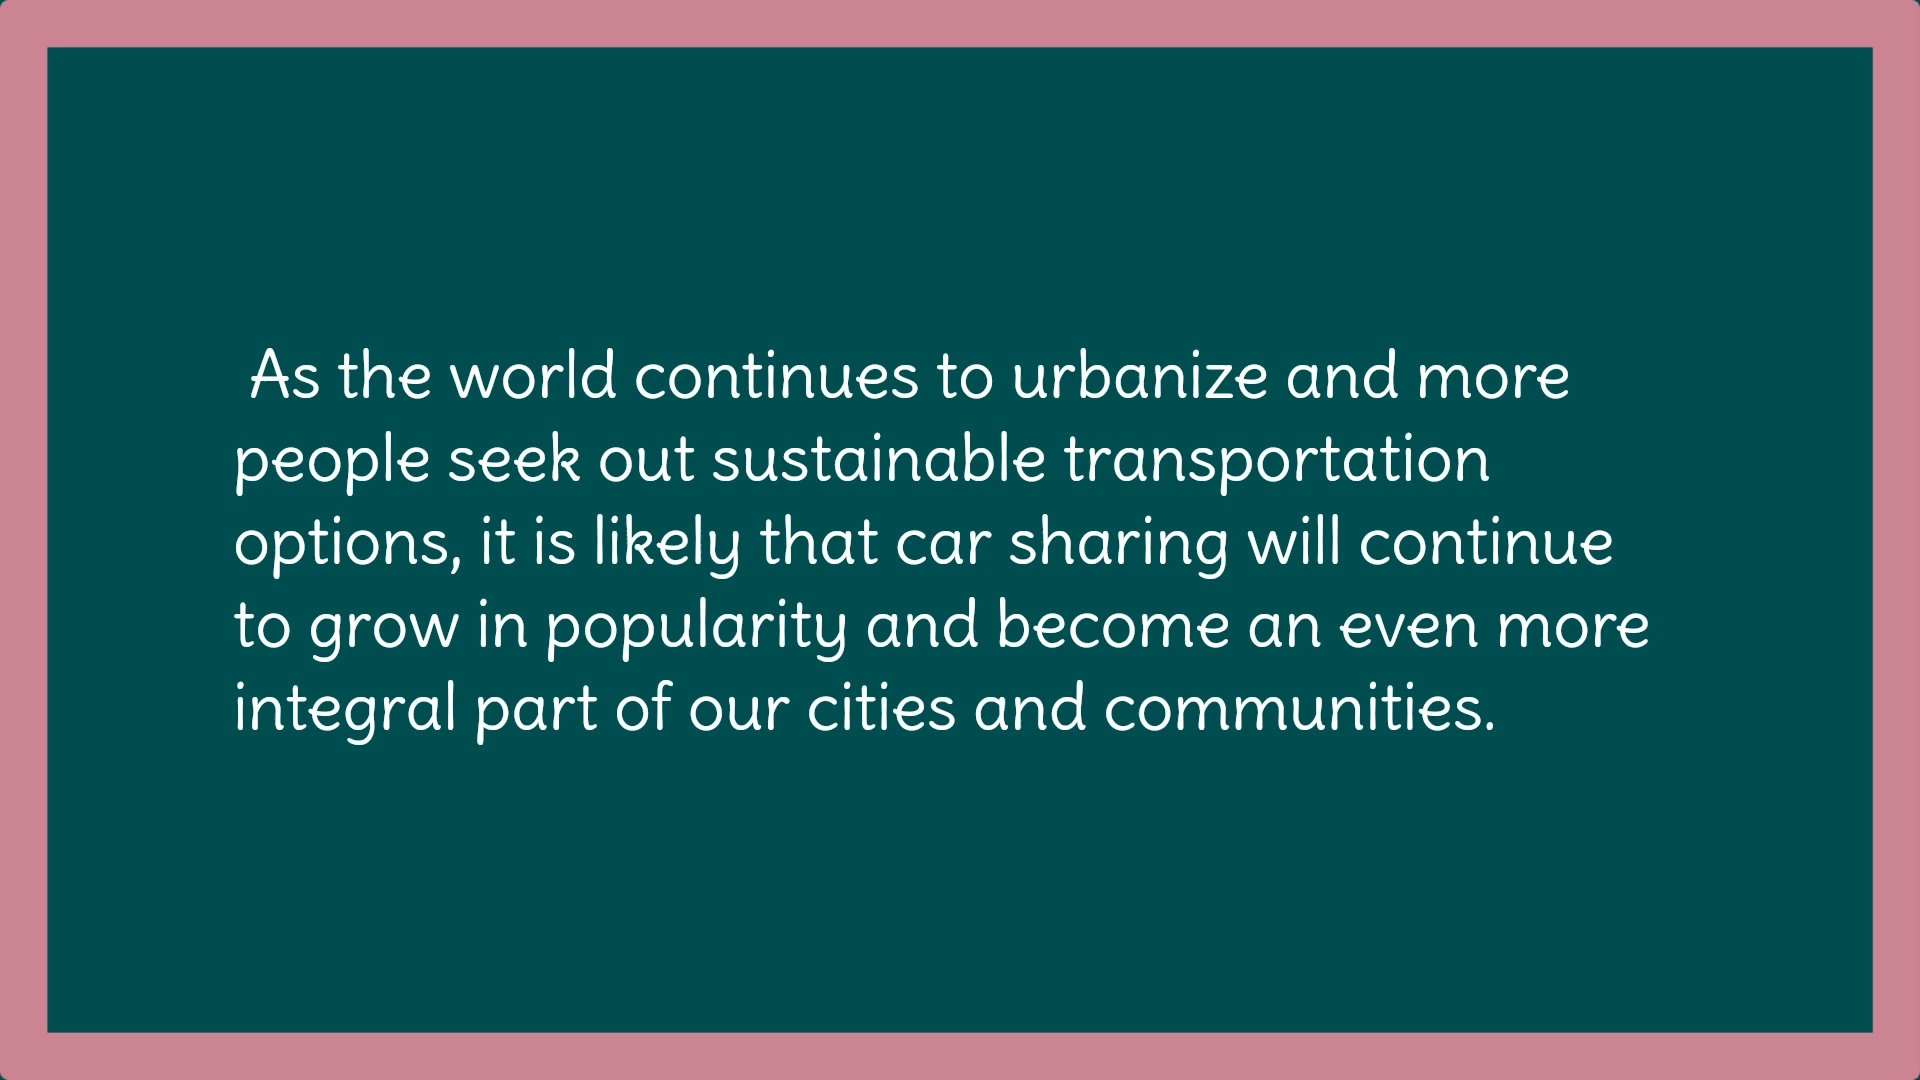 As the world continues to urbanize and more
people seek out sustainable transportation
options, it is likely that car sharing will continue
to grow in popularity and become an even more
integral part of our cities and communities.